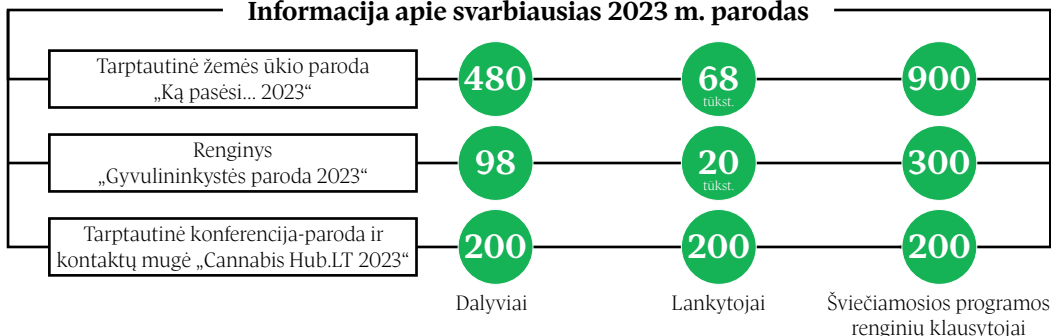 Informacija apie svarbiausias 2023 m. parodas
Tarptautinė žemės ūkio paroda
„Ką pasėsi... 2023“
480
68
tūkst.
900
Renginys
„Gyvulininkystės paroda 2023“
98
20
tūkst.
300
Tarptautinė konferencija-paroda ir
kontaktų mugė „Cannabis Hub.LT 2023“
200
200
200
Dalyviai
Lankytojai
Šviečiamosios programos
renginių klausytojai